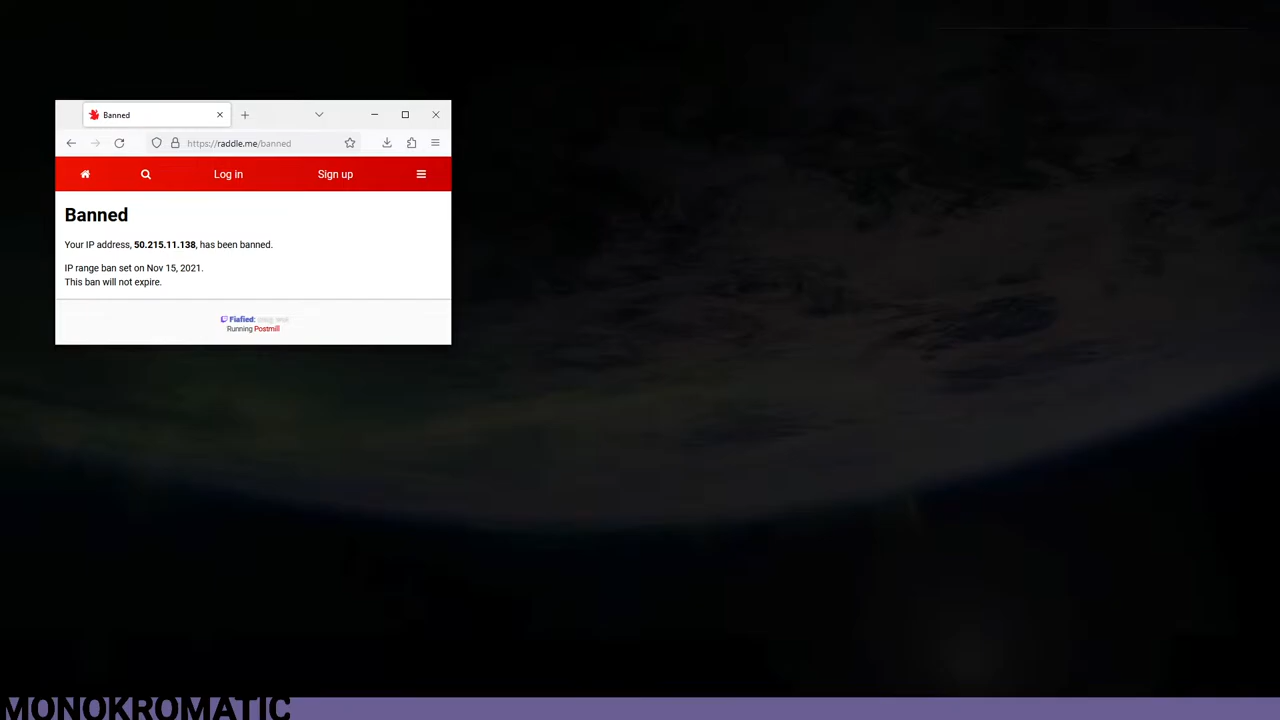 Banned
https://raddle.me/banned
Log in Sign up
Banned
Your IP address, 50.215.11.138, has been banned.
IP range ban set on Nov 15, 2021.
This ban will not expire.
Fiafied:
Running Postmill
MONOKROMATIC